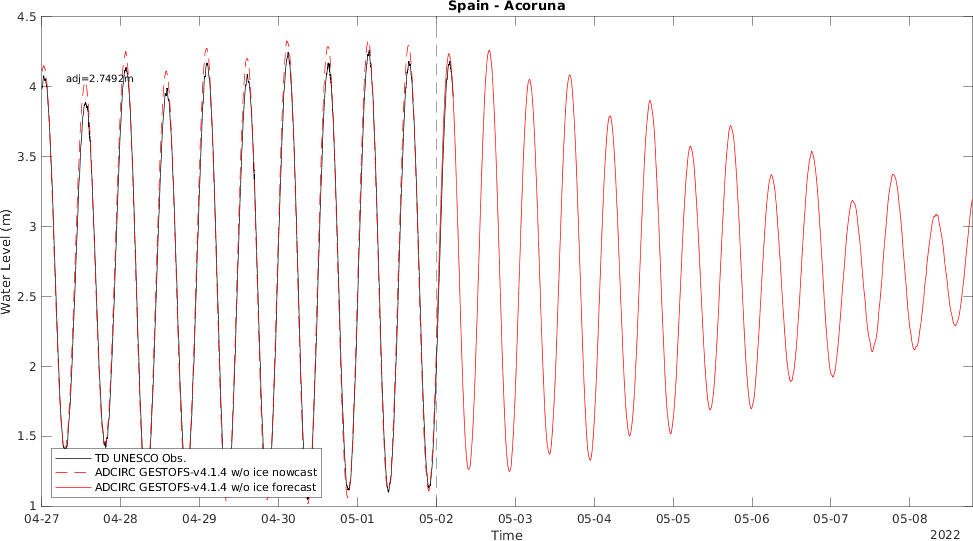 Spain - Acoruna
4.5
4
3.5
3
2.5
2
1.5
1
Water Level (m)
adj=2.7492m
TD UNESCO Obs.
ADCIRC GESTOFS-v4.1.4 w/o ice nowcast
ADCIRC GESTOFS-v4.1.4 w/o ice forecast
04-27 04-28 04-29 04-30 05-01 05-02 05-03 05-04 05-05 05-06 05-07 05-08
Time
2022